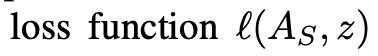 loss function ℓ(A_S, z)